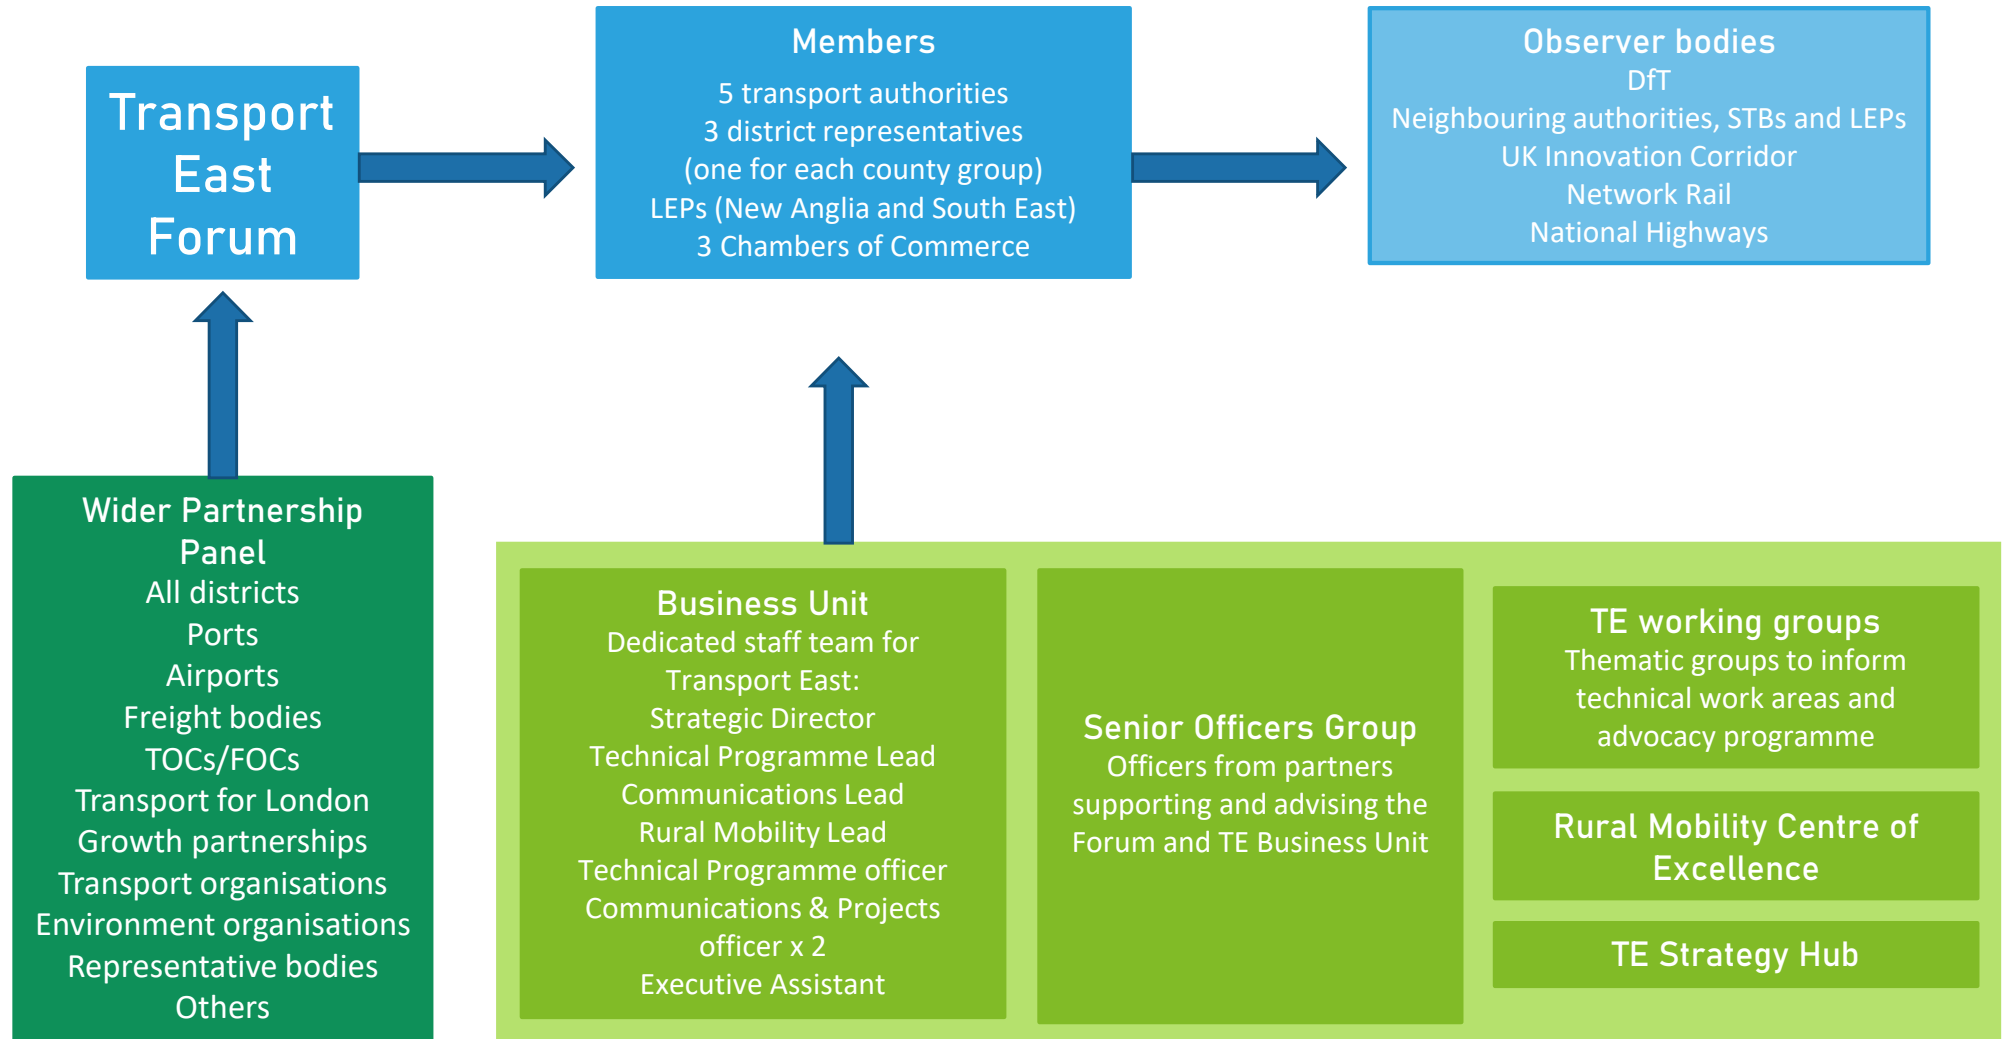 Transport
East
Forum
Members
5 transport authorities
3 district representatives
(one for each county group)
LEPs (New Anglia and South East)
3 Chambers of Commerce
Observer bodies
DfT
Neighbouring authorities, STBs and LEPs
UK Innovation Corridor
Network Rail
National Highways
Wider Partnership
Panel
All districts
Ports
Airports
Freight bodies
TOCs/FOCs
Transport for London
Growth partnerships
Transport organisations
Environment organisations
Representative bodies
Others
Business Unit
Dedicated staff team for
Transport East:
Strategic Director
Technical Programme Lead
Communications Lead
Rural Mobility Lead
Technical Programme officer
Communications & Projects
officer x 2
Executive Assistant
Senior Officers Group
Officers from partners
supporting and advising the
Forum and TE Business Unit
TE working groups
Thematic groups to inform
technical work areas and
advocacy programme
Rural Mobility Centre of
Excellence
TE Strategy Hub